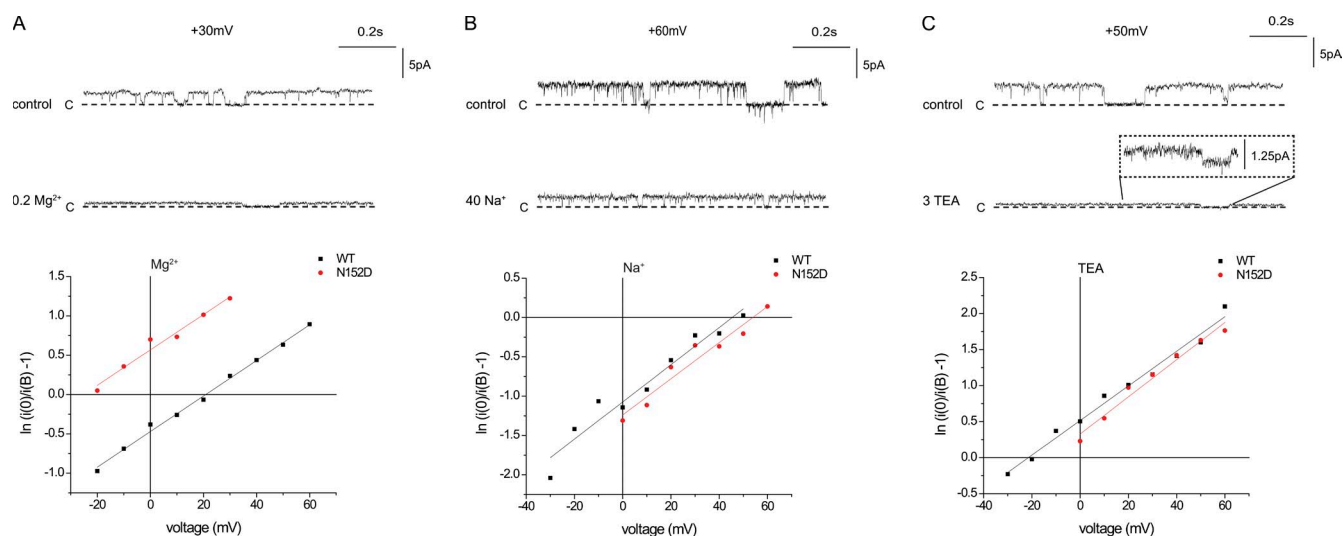 A
+30mV
0.2s
5pA
control
C
0.2 Mg²⁺
C
Mg²⁺
WT
N152D
1.5
1.0
0.5
0.0
-0.5
-1.0
ln (i(0)/i(B) -1)
-20 0 20 40 60
voltage (mV)
B
+60mV
0.2s
5pA
control
C
40 Na⁺
C
Na⁺
WT
N152D
0.5
0.0
-0.5
-1.0
-1.5
-2.0
ln (i(0)/i(B) -1)
-20 0 20 40 60
voltage (mV)
C
+50mV
0.2s
5pA
control
C
1.25pA
3 TEA
C
TEA
WT
N152D
2.5
2.0
1.5
1.0
0.5
0.0
-0.5
ln (i(0)/i(B) -1)
-40 -20 0 20 40 60
voltage (mV)